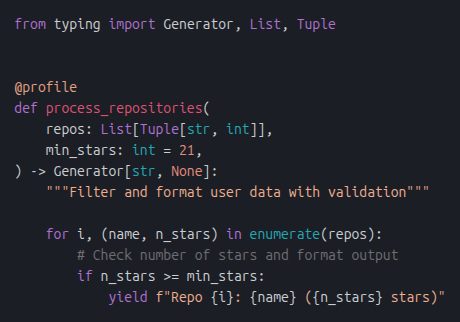 from typing import Generator, List, Tuple
@profile
def process_repositories(
    repos: List[Tuple[str, int]],
    min_stars: int = 21,
) -> Generator[str, None]:
    """Filter and format user data with validation"""
    for i, (name, n_stars) in enumerate(repos):
        # Check number of stars and format output
        if n_stars >= min_stars:
            yield f"Repo {i}: {name} ({n_stars} stars)"